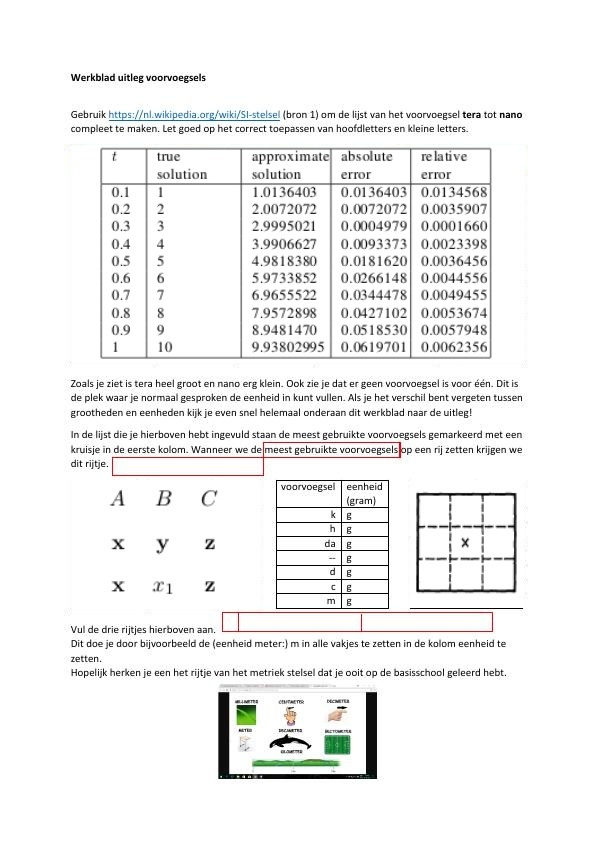 Werkblad uitleg voorvoegsels
Gebruik https://nl.wikipedia.org/wiki/SI-stelsel (bron 1) om de lijst van het voorvoegsel tera tot nano
compleet te maken. Let goed op het correct toepassen van hoofdletters en kleine letters.
t true solution approximate solution absolute error relative error
0.1 1 1.0136403 0.0136403 0.0134568
0.2 2 2.0072072 0.0072072 0.0035907
0.3 3 2.9995021 0.0004979 0.0001660
0.4 4 3.9906627 0.0093373 0.0023398
0.5 5 4.9818380 0.0181620 0.0036456
0.6 6 5.9733852 0.0266148 0.0044556
0.7 7 6.9655522 0.0344478 0.0049455
0.8 8 7.9572898 0.0427102 0.0053674
0.9 9 8.9481470 0.0518530 0.0057948
1 10 9.93802995 0.0619701 0.0062356
Zoals je ziet is tera heel groot en nano erg klein. Ook zie je dat er geen voorvoegsel is voor één. Dit is
de plek waar je normaal gesproken de eenheid in kunt vullen. Als je het verschil bent vergeten tussen
grootheden en eenheden kijk je even snel helemaal onderaan dit werkblad naar de uitleg!
In de lijst die je hierboven hebt ingevuld staan de meest gebruikte voorvoegsels gemarkeerd met een
kruisje in de eerste kolom. Wanneer we de meest gebruikte voorvoegsels op een rij zetten krijgen we
dit rijtje.
A B C
x y z
x x1 z
voorvoegsel eenheid (gram)
k g
h g
da g
-- g
d g
c g
m g
x
Vul de drie rijtjes hierboven aan.
Dit doe je door bijvoorbeeld de (eenheid meter:) m in alle vakjes te zetten in de kolom eenheid te
zetten.
Hopelijk herken je een het rijtje van het metriek stelsel dat je ooit op de basisschool geleerd hebt.
MILLIMETER CENTIMETER DECIMETER
METER DECAMETER HECTOMETER
KILOMETER